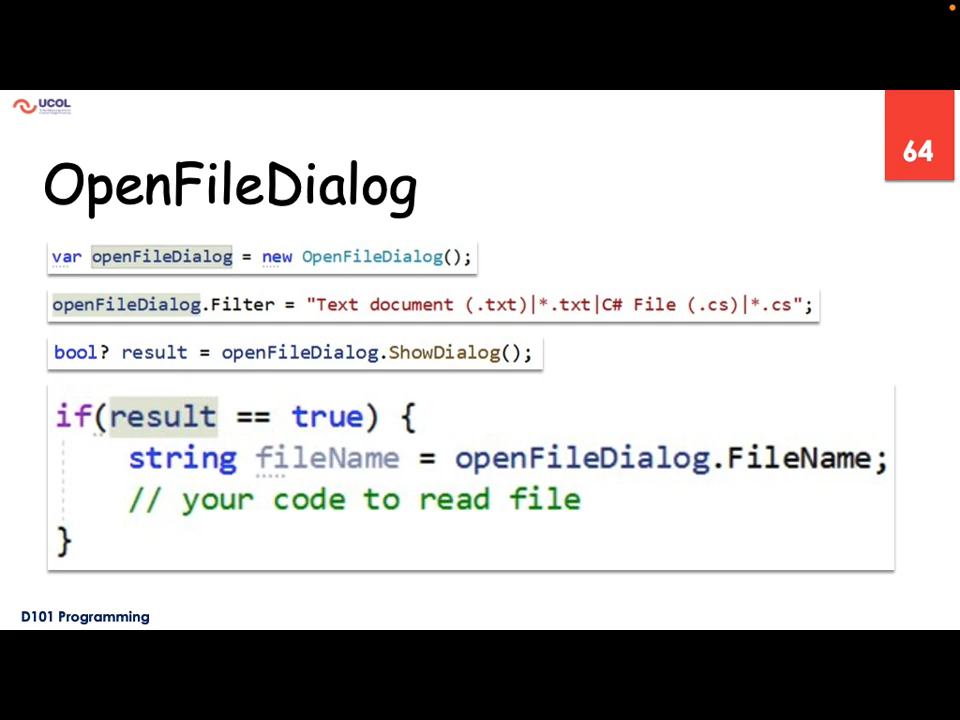 UCOL
64
OpenFileDialog
var openFileDialog = new OpenFileDialog();
openFileDialog.Filter = "Text document (.txt)|*.txt|C# File (.cs)|*.cs";
bool? result = openFileDialog.ShowDialog();
if(result == true) {
string fileName = openFileDialog.FileName;
// your code to read file
}
D101 Programming